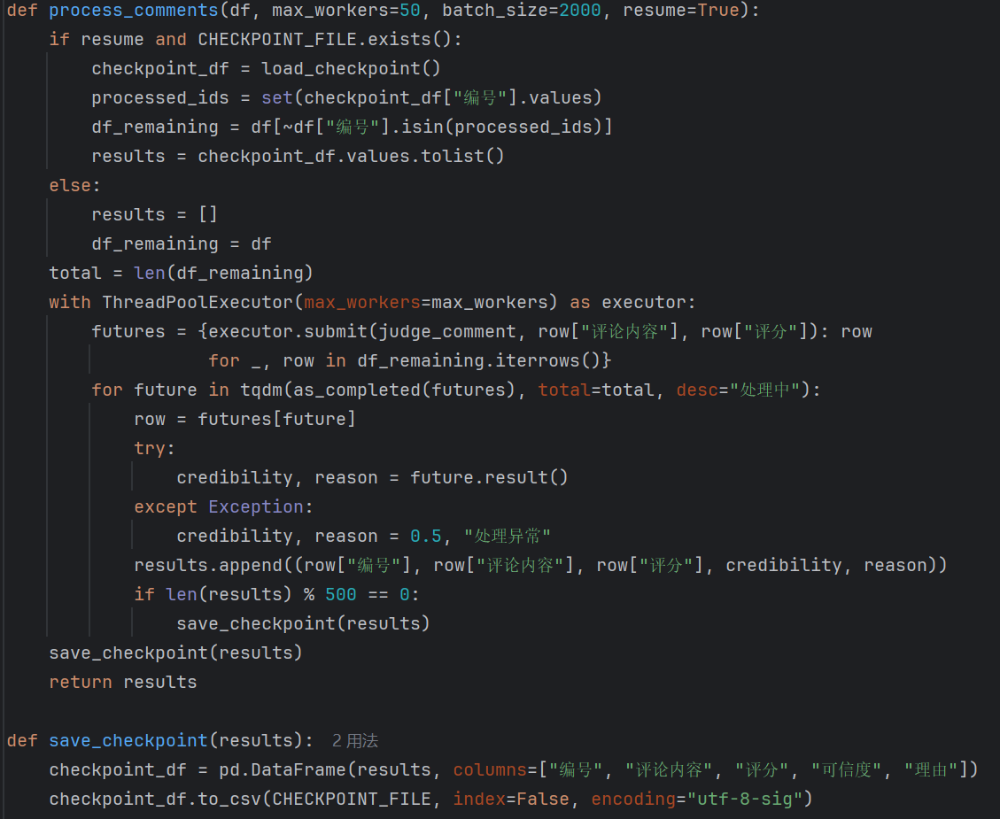 def process_comments(df, max_workers=50, batch_size=2000, resume=True):
    if resume and CHECKPOINT_FILE.exists():
        checkpoint_df = load_checkpoint()
        processed_ids = set(checkpoint_df["编号"].values)
        df_remaining = df[~df["编号"].isin(processed_ids)]
        results = checkpoint_df.values.tolist()
    else:
        results = []
        df_remaining = df
    total = len(df_remaining)
    with ThreadPoolExecutor(max_workers=max_workers) as executor:
        futures = {executor.submit(judge_comment, row["评论内容"], row["评分"]): row
                   for _, row in df_remaining.iterrows()}
        for future in tqdm(as_completed(futures), total=total, desc="处理中"):
            row = futures[future]
            try:
                credibility, reason = future.result()
            except Exception:
                credibility, reason = 0.5, "处理异常"
            results.append((row["编号"], row["评论内容"], row["评分"], credibility, reason))
            if len(results) % 500 == 0:
                save_checkpoint(results)
    save_checkpoint(results)
    return results

def save_checkpoint(results):  2 用法
    checkpoint_df = pd.DataFrame(results, columns=["编号", "评论内容", "评分", "可信度", "理由"])
    checkpoint_df.to_csv(CHECKPOINT_FILE, index=False, encoding="utf-8-sig")